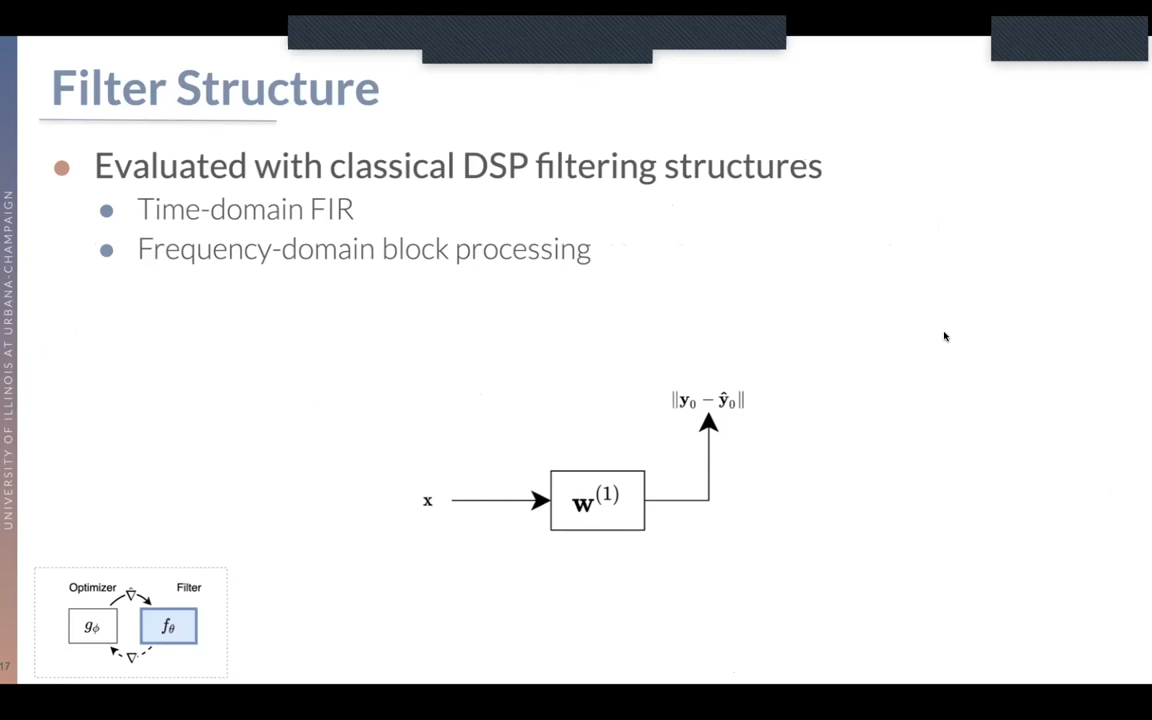 Filter Structure
Evaluated with classical DSP filtering structures
Time-domain FIR
Frequency-domain block processing
‖y₀ − ŷ₀‖
x
w⁽¹⁾
Optimizer
Filter
∇̂
g_ϕ
f_θ
∇
17
UNIVERSITY OF ILLINOIS AT URBANA-CHAMPAIGN